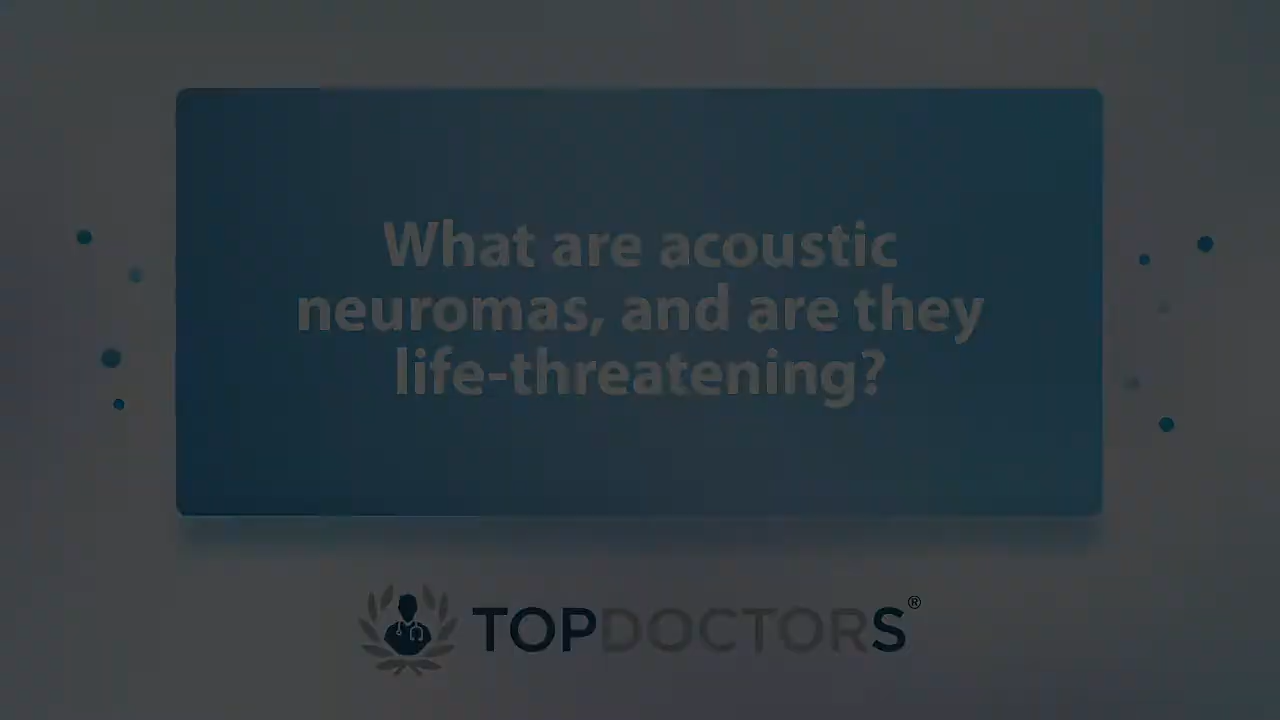 What are acoustic
neuromas, and are they
life-threatening?
TOPDOCTORS®